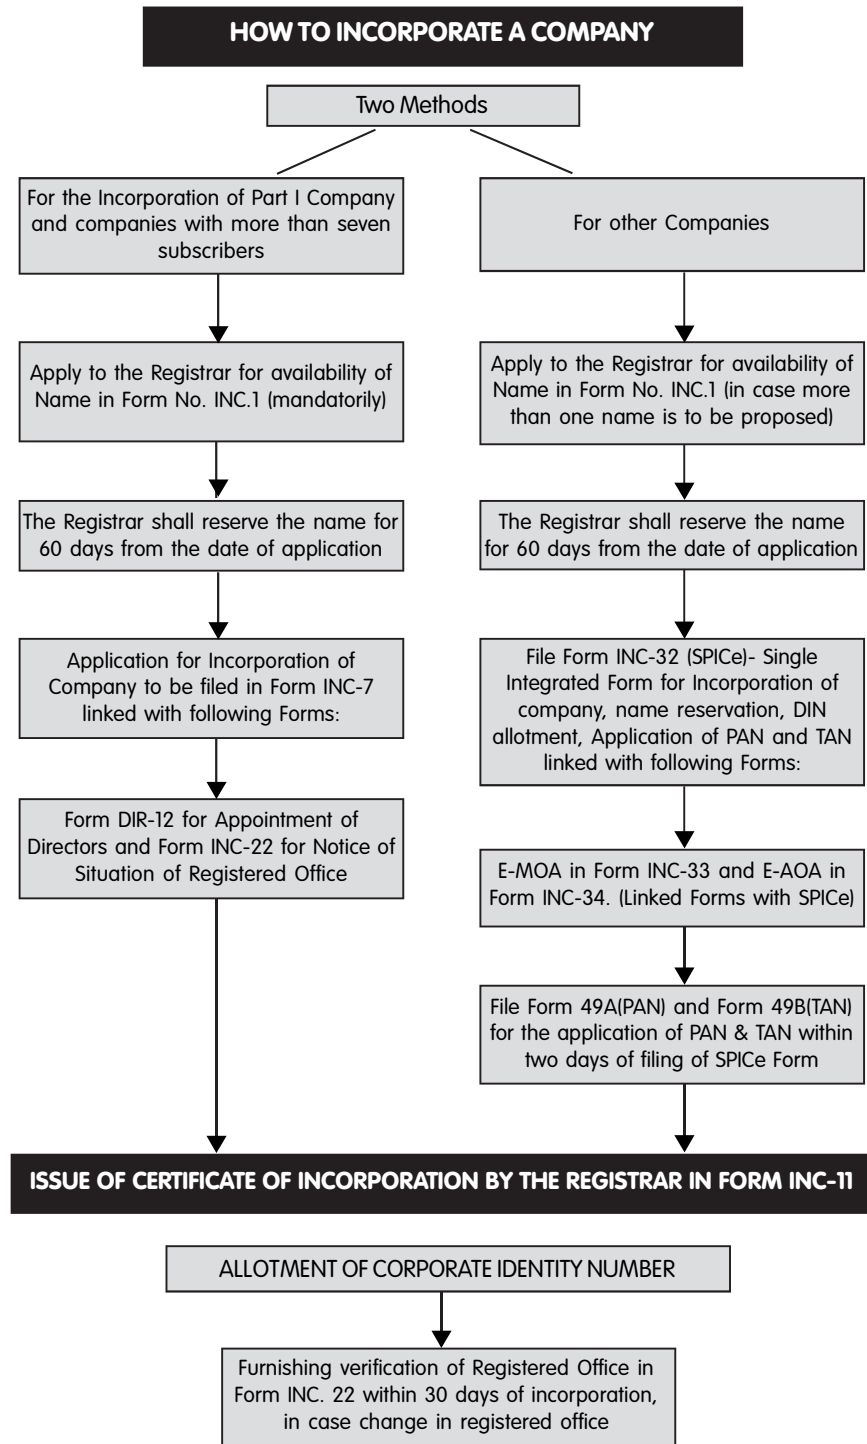 HOW TO INCORPORATE A COMPANY
Two Methods
For the Incorporation of Part I Company
and companies with more than seven
subscribers
Apply to the Registrar for availability of
Name in Form No. INC.1 (mandatorily)
The Registrar shall reserve the name for
60 days from the date of application
Application for Incorporation of
Company to be filed in Form INC-7
linked with following Forms:
Form DIR-12 for Appointment of
Directors and Form INC-22 for Notice of
Situation of Registered Office
For other Companies
Apply to the Registrar for availability of
Name in Form No. INC.1 (in case more
than one name is to be proposed)
The Registrar shall reserve the name
for 60 days from the date of application
File Form INC-32 (SPICe)- Single
Integrated Form for Incorporation of
company, name reservation, DIN
allotment, Application of PAN and TAN
linked with following Forms:
E-MOA in Form INC-33 and E-AOA in
Form INC-34. (Linked Forms with SPICe)
File Form 49A(PAN) and Form 49B(TAN)
for the application of PAN & TAN within
two days of filing of SPICe Form
ISSUE OF CERTIFICATE OF INCORPORATION BY THE REGISTRAR IN FORM INC-11
ALLOTMENT OF CORPORATE IDENTITY NUMBER
Furnishing verification of Registered Office in
Form INC. 22 within 30 days of incorporation,
in case change in registered office